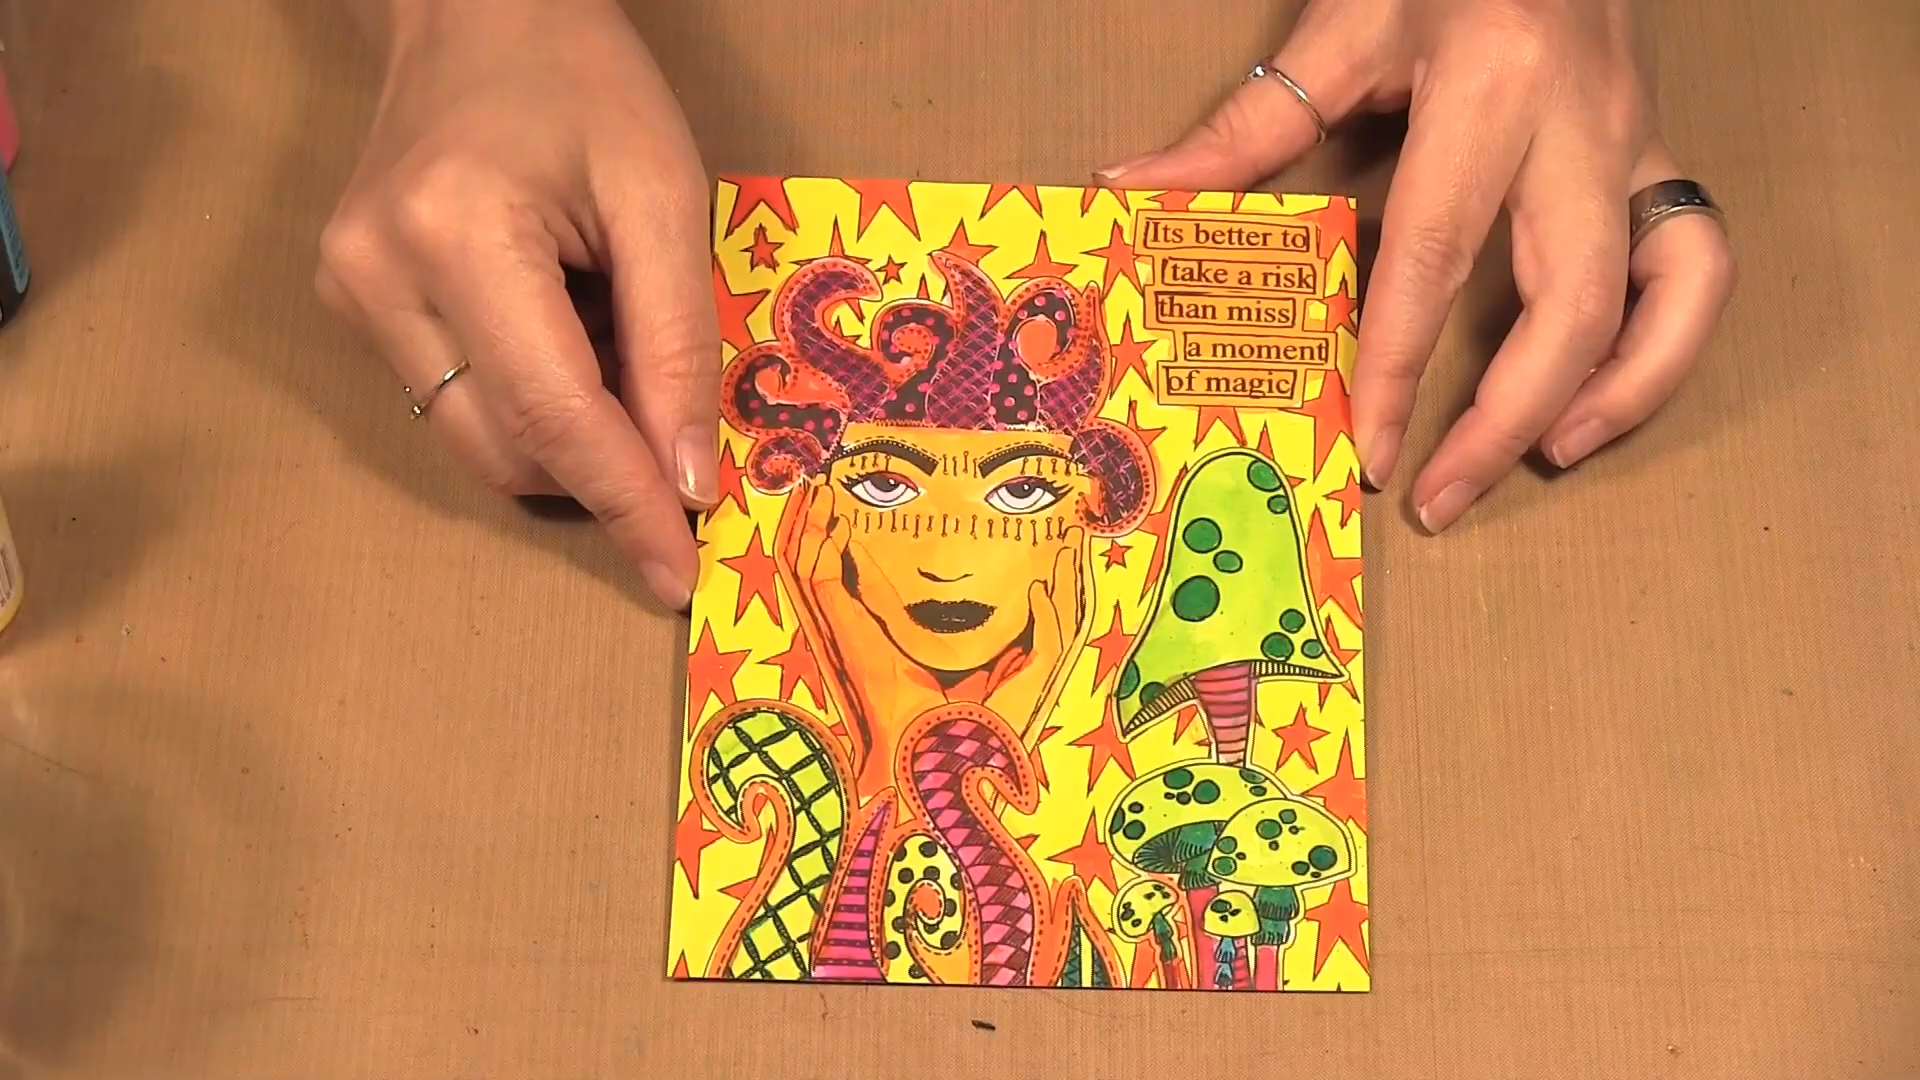 Its better to
take a risk
than miss
a moment
of magic